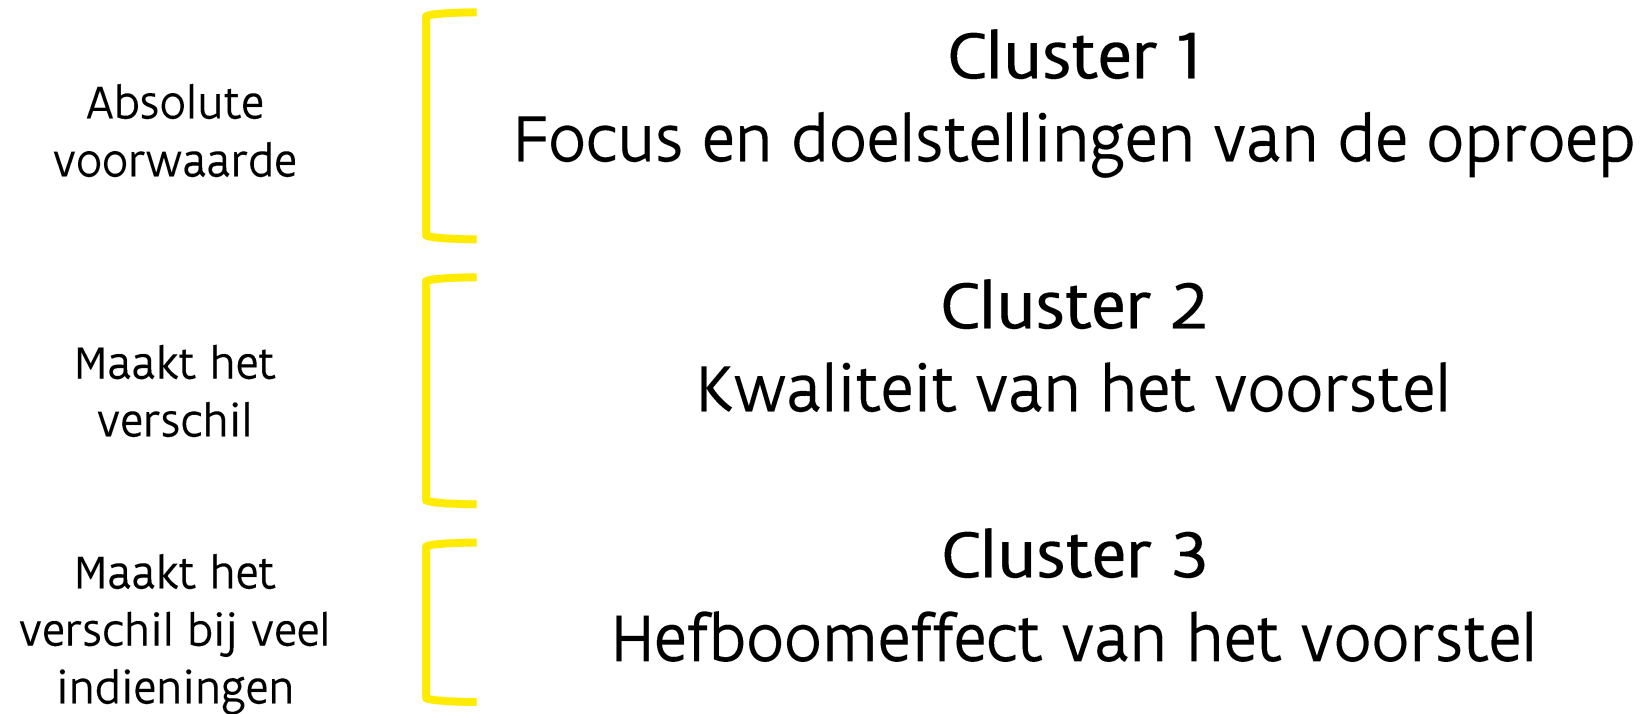 Absolute
voorwaarde
Cluster 1
Focus en doelstellingen van de oproep
Maakt het
verschil
Cluster 2
Kwaliteit van het voorstel
Maakt het
verschil bij veel
indieningen
Cluster 3
Hefboomeffect van het voorstel